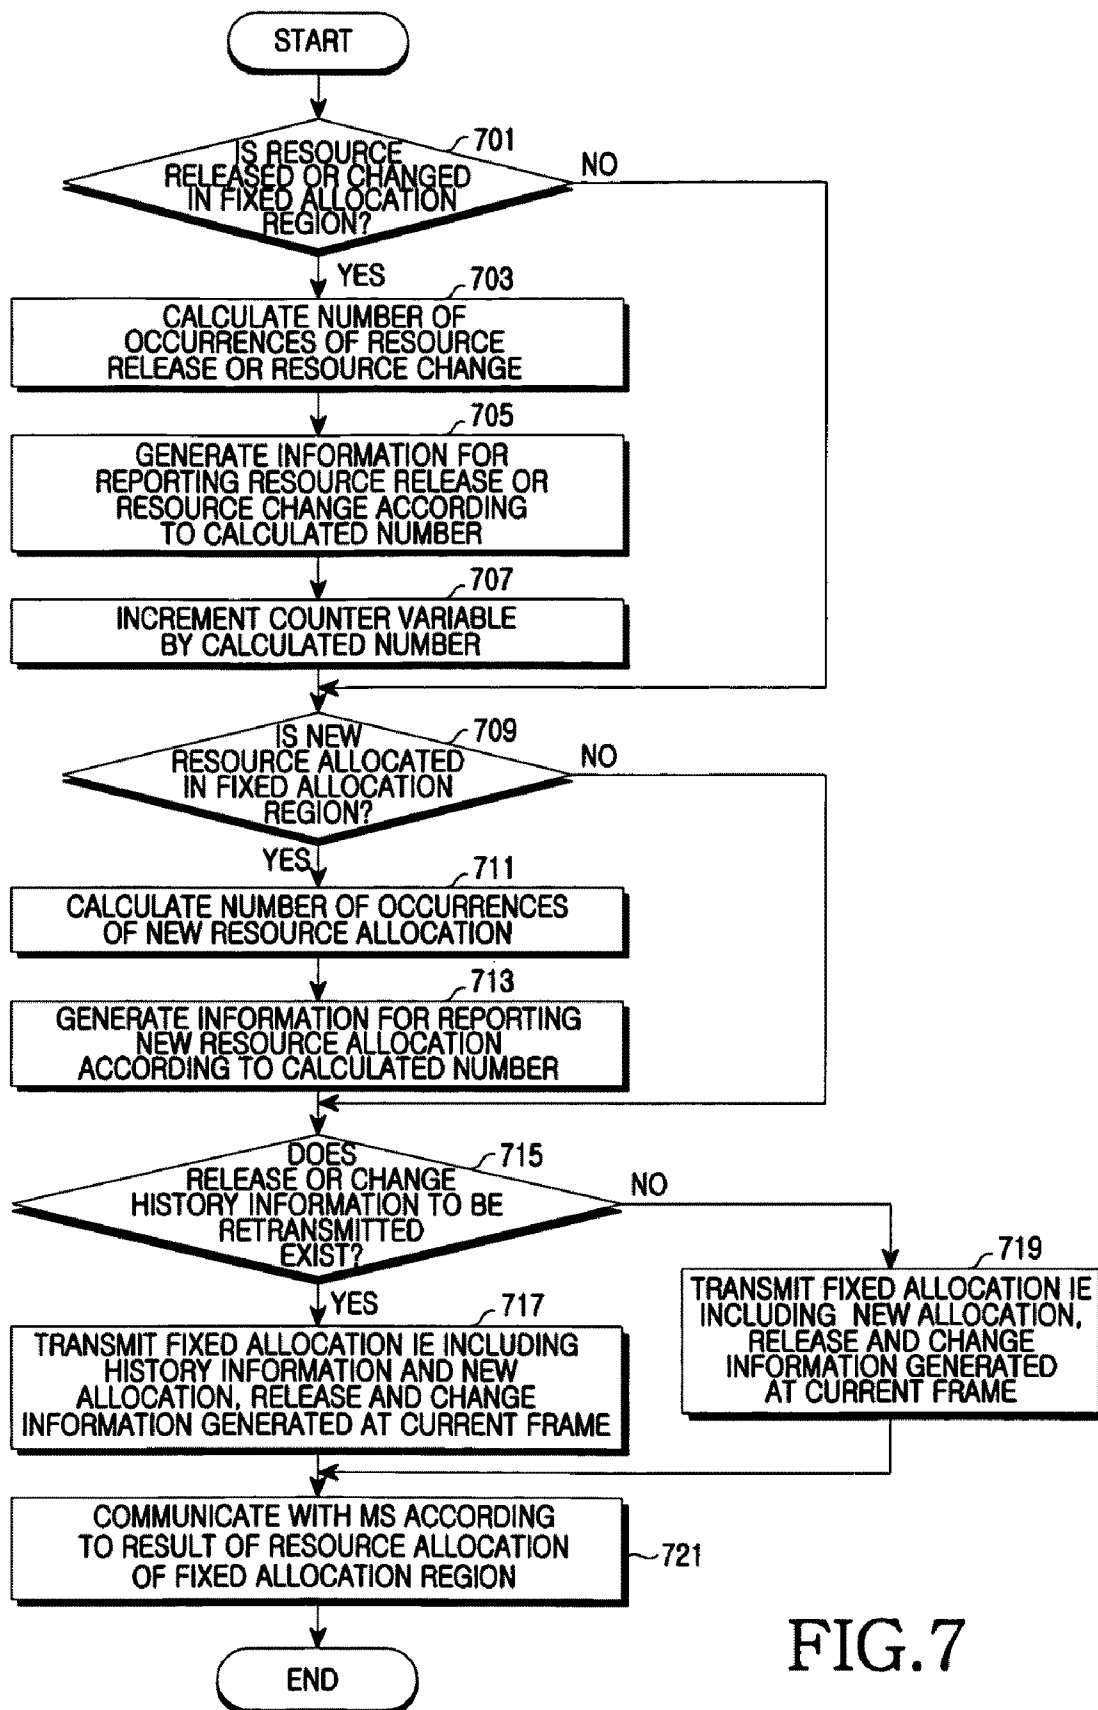 START
701
IS RESOURCE
RELEASED OR CHANGED
IN FIXED ALLOCATION
REGION?
NO
YES
703
CALCULATE NUMBER OF
OCCURRENCES OF RESOURCE
RELEASE OR RESOURCE CHANGE
705
GENERATE INFORMATION FOR
REPORTING RESOURCE RELEASE OR
RESOURCE CHANGE ACCORDING
TO CALCULATED NUMBER
707
INCREMENT COUNTER VARIABLE
BY CALCULATED NUMBER
709
IS NEW
RESOURCE ALLOCATED
IN FIXED ALLOCATION
REGION?
NO
YES
711
CALCULATE NUMBER OF OCCURRENCES
OF NEW RESOURCE ALLOCATION
713
GENERATE INFORMATION FOR REPORTING
NEW RESOURCE ALLOCATION
ACCORDING TO CALCULATED NUMBER
715
DOES
RELEASE OR CHANGE
HISTORY INFORMATION TO BE
RETRANSMITTED
EXIST?
NO
YES
717
TRANSMIT FIXED ALLOCATION IE INCLUDING
HISTORY INFORMATION AND NEW
ALLOCATION, RELEASE AND CHANGE
INFORMATION GENERATED AT CURRENT FRAME
719
TRANSMIT FIXED ALLOCATION IE
INCLUDING NEW ALLOCATION,
RELEASE AND CHANGE
INFORMATION GENERATED
AT CURRENT FRAME
COMMUNICATE WITH MS ACCORDING
TO RESULT OF RESOURCE ALLOCATION
OF FIXED ALLOCATION REGION
721
END
FIG.7